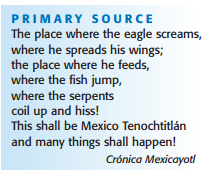 PRIMARY SOURCE
The place where the eagle screams,
where he spreads his wings;
the place where he feeds,
where the fish jump,
where the serpents
coil up and hiss!
This shall be Mexico Tenochtitlán
and many things shall happen!
Crónica Mexicayotl